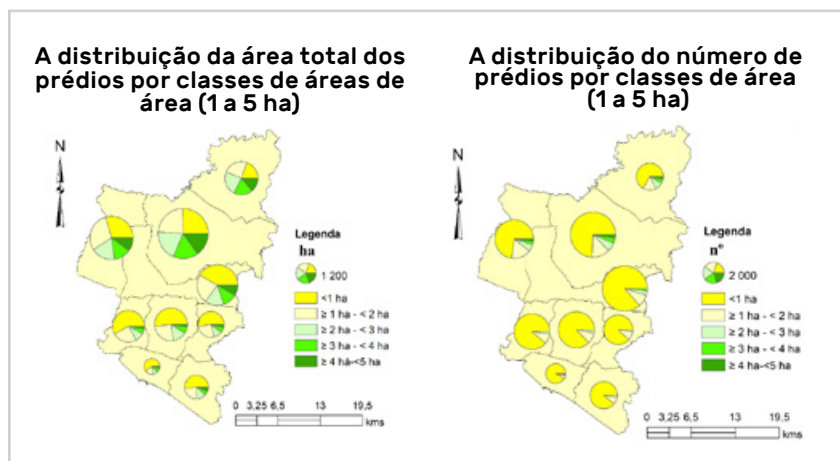 A distribuição da área total dos
prédios por classes de áreas de
área (1 a 5 ha)
N
Legenda
ha
1 200
<1 ha
≥ 1 ha - < 2 ha
≥ 2 ha - < 3 ha
≥ 3 ha - < 4 ha
≥ 4 há-<5 ha
0 3,25 6,5 13 19,5
kms
A distribuição do número de
prédios por classes de área
(1 a 5 ha)
N
Legenda
nº
2 000
<1 ha
≥ 1 ha - < 2 ha
≥ 2 ha - < 3 ha
≥ 3 ha - < 4 ha
≥ 4 ha-<5 ha
0 3,25 6,5 13 19,5
kms